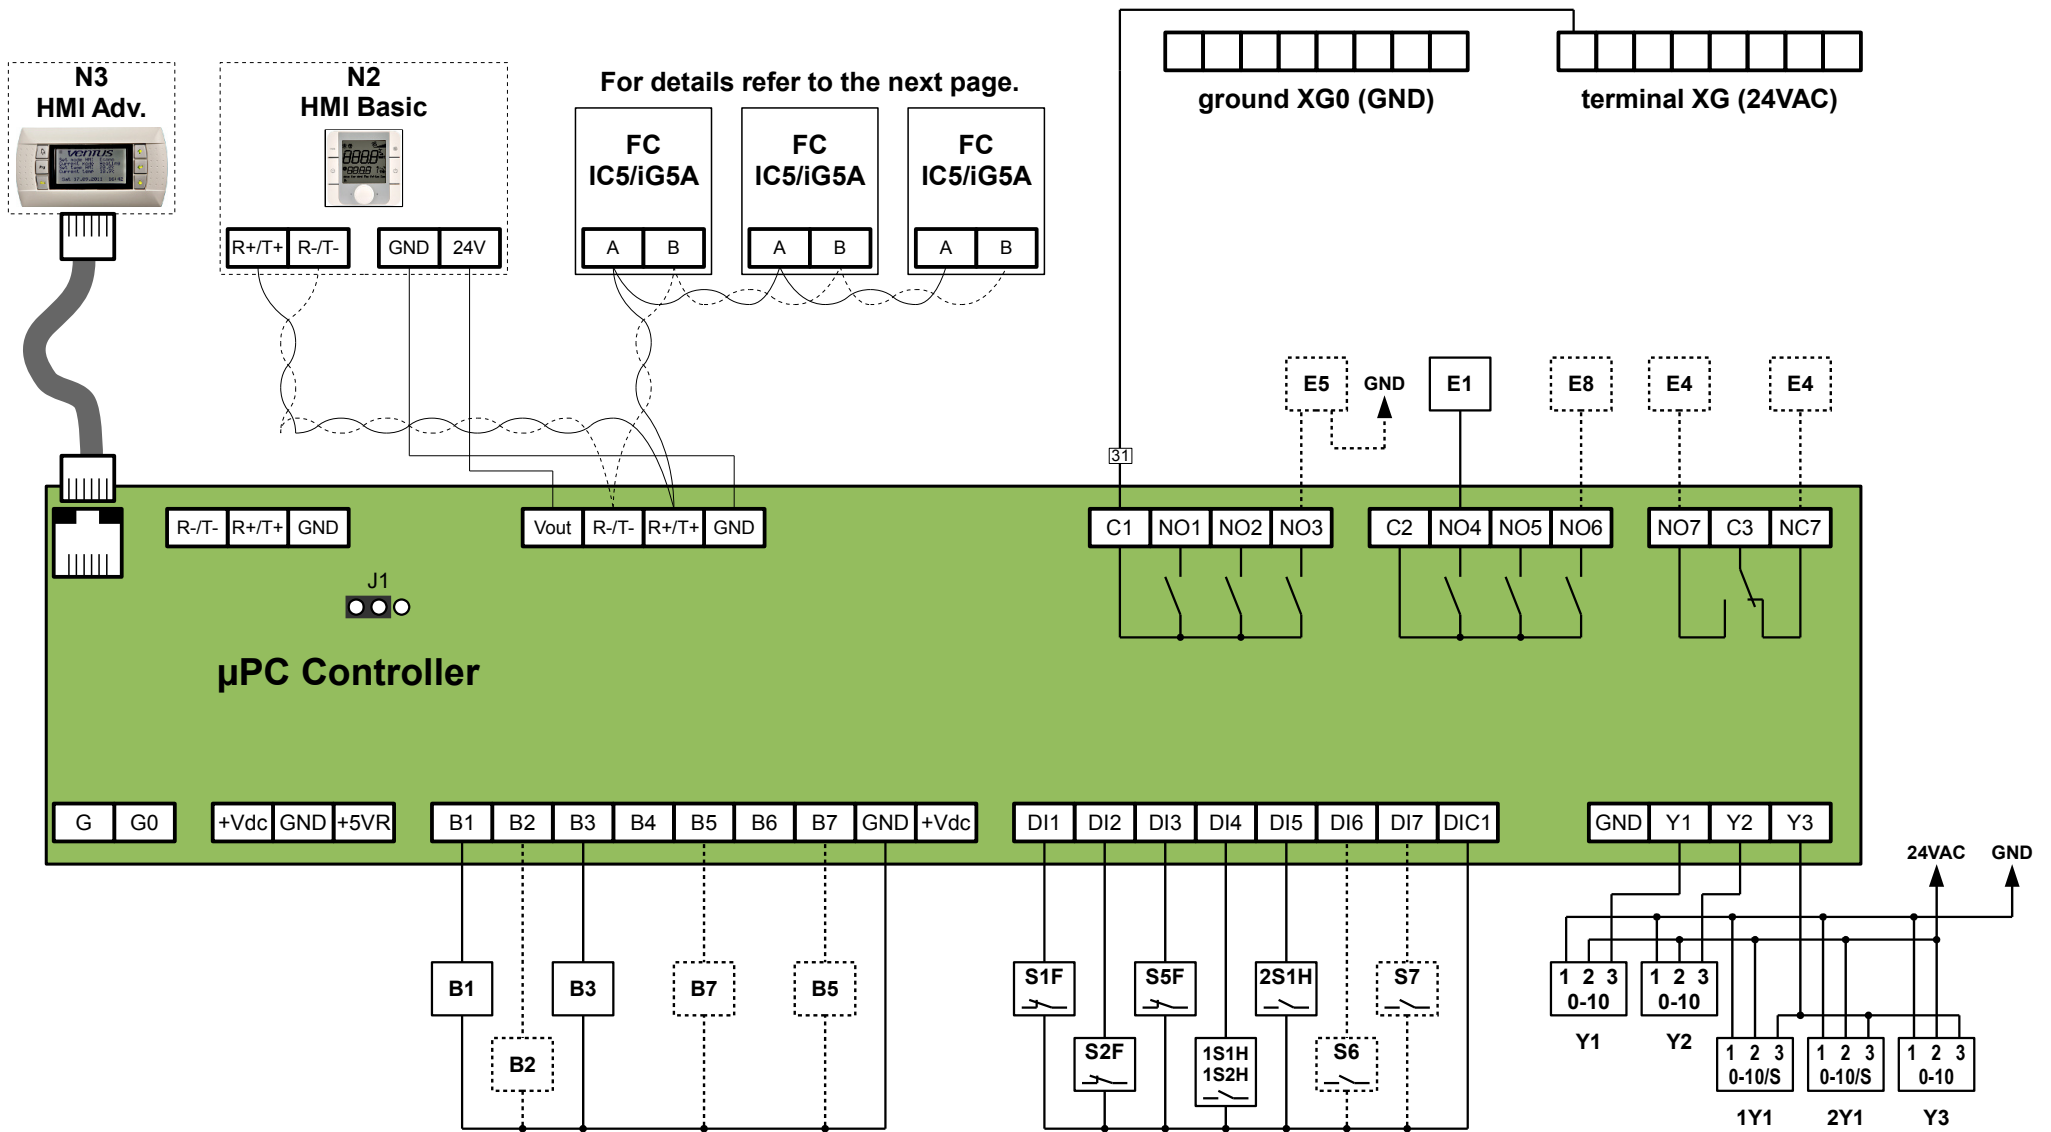 N3
HMI Adv.
ventus
N2
HMI Basic
For details refer to the next page.
ground XG0 (GND)
terminal XG (24VAC)
FC
IC5/iG5A
FC
IC5/iG5A
FC
IC5/iG5A
R+/T+ R-/T- GND 24V
A B
A B
A B
E5 GND E1 E8 E4 E4
31
R-/T- R+/T+ GND
Vout R-/T- R+/T+ GND
C1 NO1 NO2 NO3
C2 NO4 NO5 NO6
NO7 C3 NC7
J1
µPC Controller
G G0
+Vdc GND +5VR
B1 B2 B3 B4 B5 B6 B7 GND +Vdc
DI1 DI2 DI3 DI4 DI5 DI6 DI7 DIC1
GND Y1 Y2 Y3
24VAC GND
B1 B3 B7 B5
B2
S1F S5F 2S1H S7
S2F
1S1H
1S2H
S6
1 2 3
0-10
Y1
1 2 3
0-10
Y2
1 2 3
0-10/S
1Y1
1 2 3
0-10/S
2Y1
1 2 3
0-10
Y3